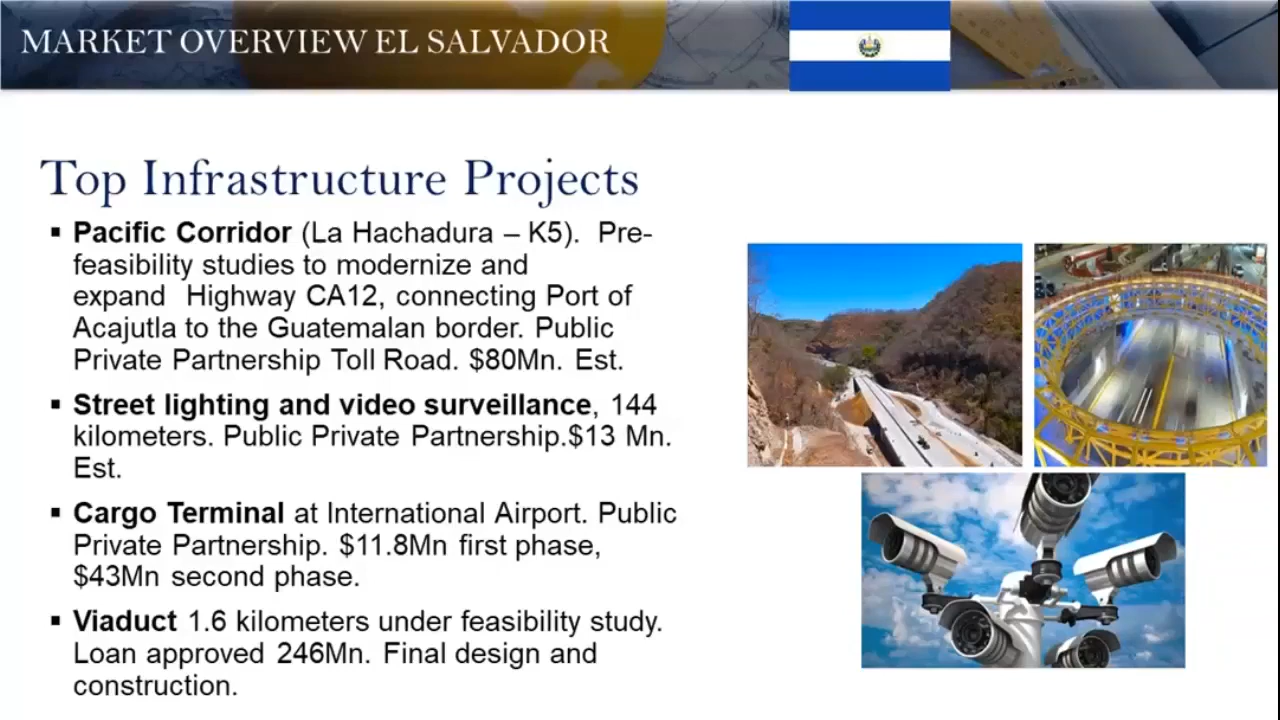 MARKET OVERVIEW EL SALVADOR
Top Infrastructure Projects
▪ Pacific Corridor (La Hachadura – K5).  Pre-
feasibility studies to modernize and
expand  Highway CA12, connecting Port of
Acajutla to the Guatemalan border. Public
Private Partnership Toll Road. $80Mn. Est.
▪ Street lighting and video surveillance, 144
kilometers. Public Private Partnership.$13 Mn.
Est.
▪ Cargo Terminal at International Airport. Public
Private Partnership. $11.8Mn first phase,
$43Mn second phase.
▪ Viaduct 1.6 kilometers under feasibility study.
Loan approved 246Mn. Final design and
construction.